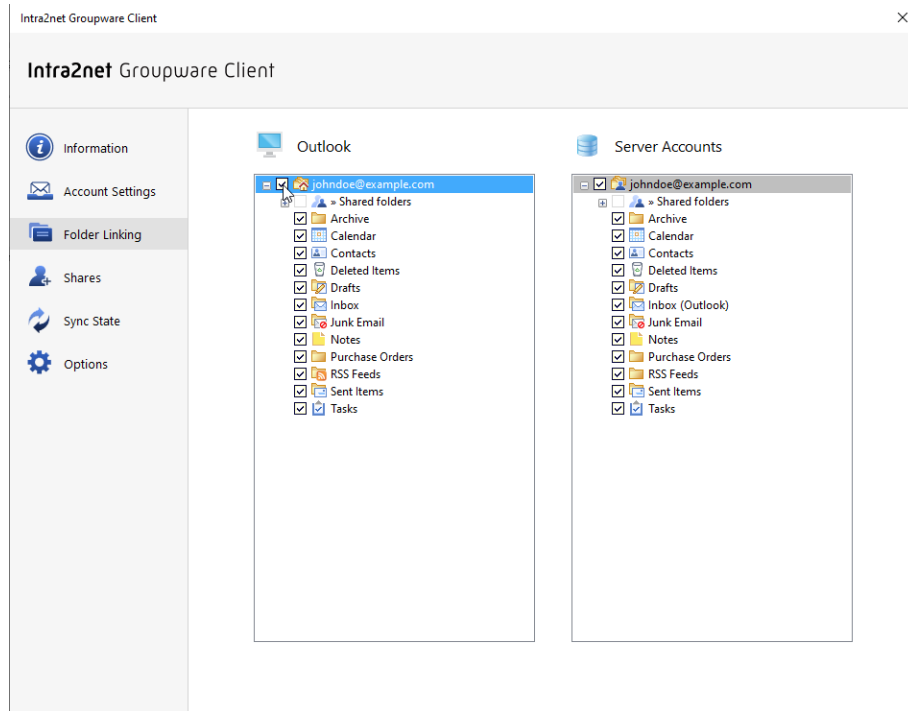 Intra2net Groupware Client
Intra2net Groupware Client
Information
Account Settings
Folder Linking
Shares
Sync State
Options
Outlook
johndoe@example.com
» Shared folders
Archive
Calendar
Contacts
Deleted Items
Drafts
Inbox
Junk Email
Notes
Purchase Orders
RSS Feeds
Sent Items
Tasks
Server Accounts
johndoe@example.com
» Shared folders
Archive
Calendar
Contacts
Deleted Items
Drafts
Inbox (Outlook)
Junk Email
Notes
Purchase Orders
RSS Feeds
Sent Items
Tasks